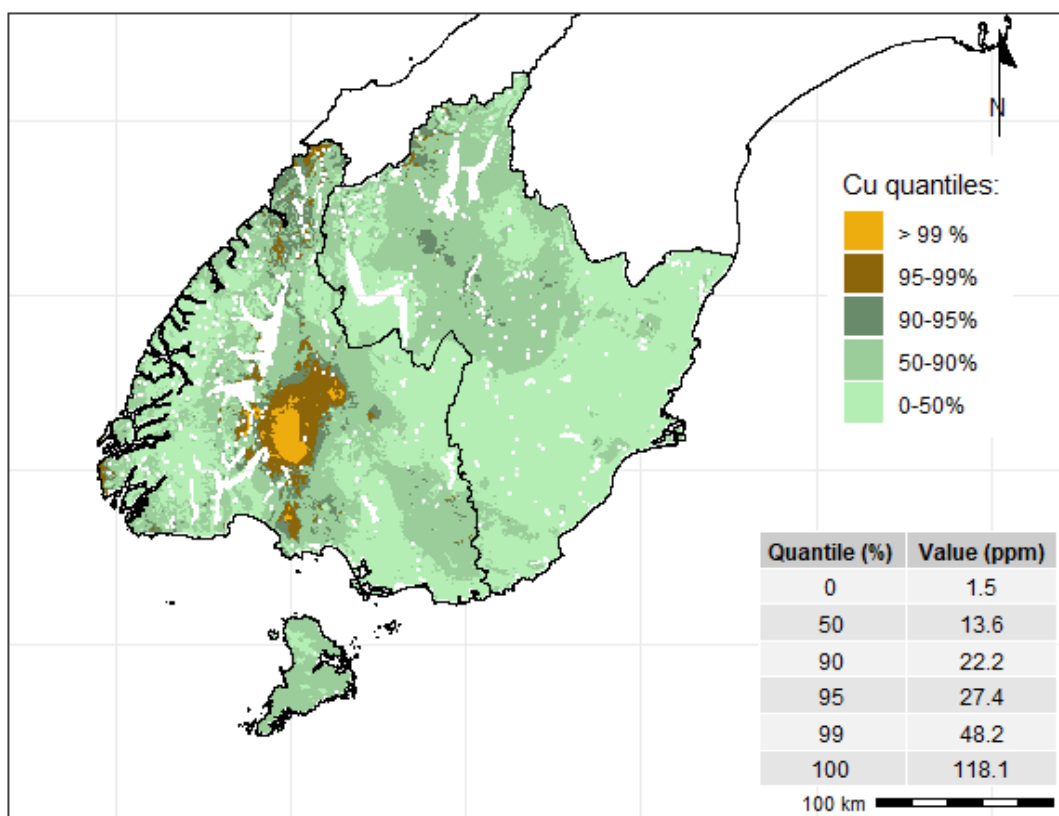 N
Cu quantiles:
> 99 %
95-99%
90-95%
50-90%
0-50%
Quantile (%) Value (ppm)
0 1.5
50 13.6
90 22.2
95 27.4
99 48.2
100 118.1
100 km